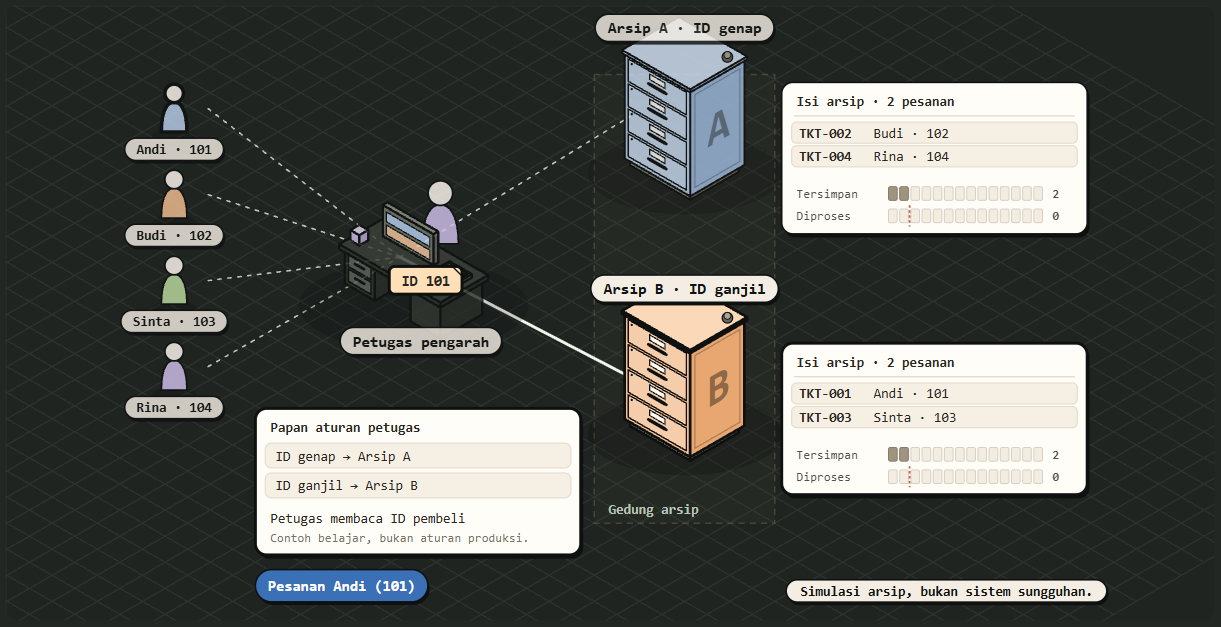 Arsip A · ID genap
A
Isi arsip · 2 pesanan
TKT-002 Budi · 102
TKT-004 Rina · 104
Tersimpan 2
Diproses 0
Andi · 101
Budi · 102
Sinta · 103
Rina · 104
ID 101
Petugas pengarah
Arsip B · ID ganjil
B
Gedung arsip
Isi arsip · 2 pesanan
TKT-001 Andi · 101
TKT-003 Sinta · 103
Tersimpan 2
Diproses 0
Papan aturan petugas
ID genap → Arsip A
ID ganjil → Arsip B
Petugas membaca ID pembeli
Contoh belajar, bukan aturan produksi.
Pesanan Andi (101)
Simulasi arsip, bukan sistem sungguhan.